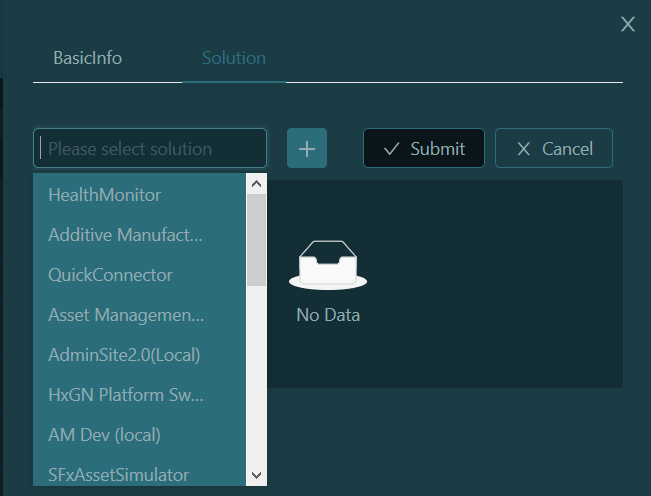 BasicInfo
Solution
Please select solution
Submit
Cancel
HealthMonitor
Additive Manufact...
QuickConnector
Asset Managemen...
AdminSite2.0(Local)
HxGN Platform Sw...
AM Dev (local)
SFxAssetSimulator
No Data